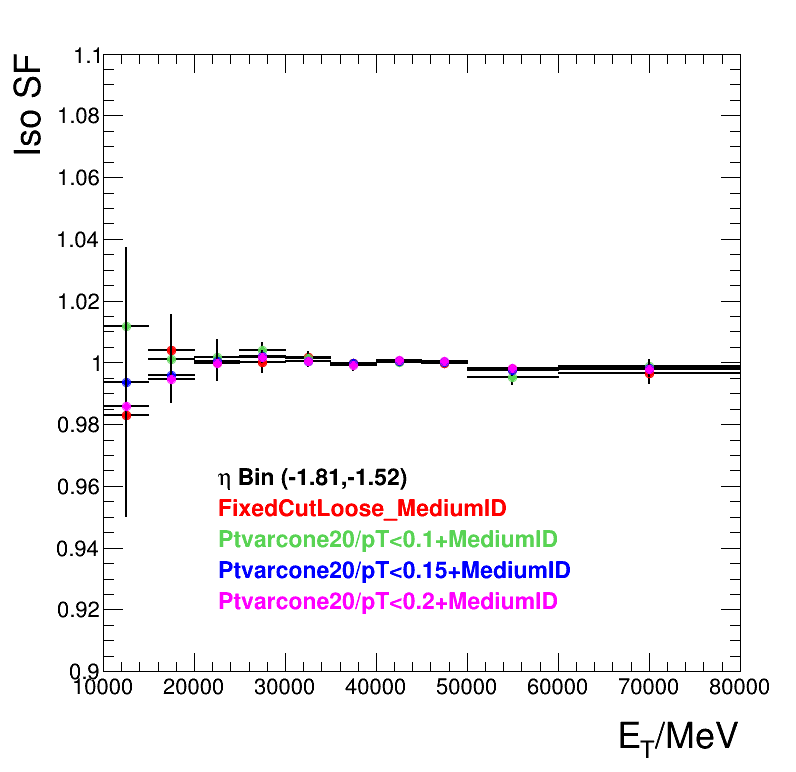 Iso SF
1.1
1.08
1.06
1.04
1.02
1
0.98
0.96
0.94
0.92
0.9
η Bin (-1.81,-1.52)
FixedCutLoose_MediumID
Ptvarcone20/pT<0.1+MediumID
Ptvarcone20/pT<0.15+MediumID
Ptvarcone20/pT<0.2+MediumID
10000 20000 30000 40000 50000 60000 70000 80000
E_T/MeV